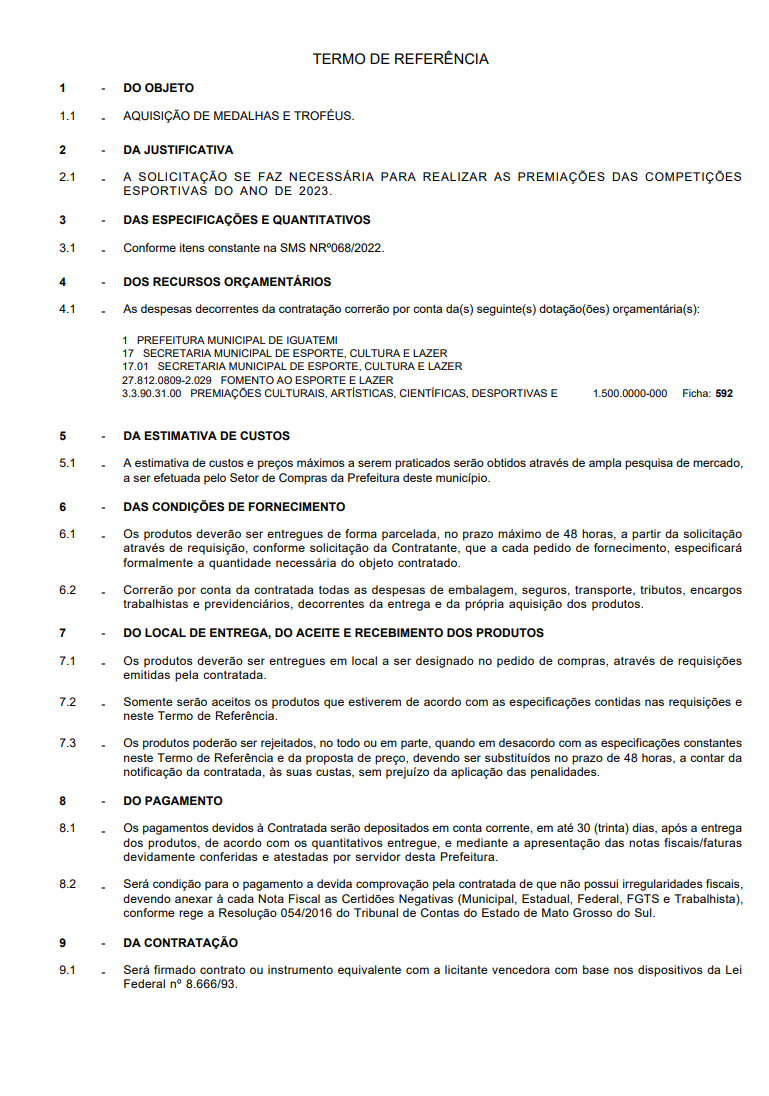 TERMO DE REFERÊNCIA
1 - DO OBJETO
1.1 - AQUISIÇÃO DE MEDALHAS E TROFÉUS.
2 - DA JUSTIFICATIVA
2.1 - A SOLICITAÇÃO SE FAZ NECESSÁRIA PARA REALIZAR AS PREMIAÇÕES DAS COMPETIÇÕES
ESPORTIVAS DO ANO DE 2023.
3 - DAS ESPECIFICAÇÕES E QUANTITATIVOS
3.1 - Conforme itens constante na SMS NRº068/2022.
4 - DOS RECURSOS ORÇAMENTÁRIOS
4.1 - As despesas decorrentes da contratação correrão por conta da(s) seguinte(s) dotação(ões) orçamentária(s):
1 PREFEITURA MUNICIPAL DE IGUATEMI
17 SECRETARIA MUNICIPAL DE ESPORTE, CULTURA E LAZER
17.01 SECRETARIA MUNICIPAL DE ESPORTE, CULTURA E LAZER
27.812.0809-2.029 FOMENTO AO ESPORTE E LAZER
3.3.90.31.00 PREMIAÇÕES CULTURAIS, ARTÍSTICAS, CIENTÍFICAS, DESPORTIVAS E 1.500.0000-000 Ficha: 592
5 - DA ESTIMATIVA DE CUSTOS
5.1 - A estimativa de custos e preços máximos a serem praticados serão obtidos através de ampla pesquisa de mercado,
a ser efetuada pelo Setor de Compras da Prefeitura deste município.
6 - DAS CONDIÇÕES DE FORNECIMENTO
6.1 - Os produtos deverão ser entregues de forma parcelada, no prazo máximo de 48 horas, a partir da solicitação
através de requisição, conforme solicitação da Contratante, que a cada pedido de fornecimento, especificará
formalmente a quantidade necessária do objeto contratado.
6.2 - Correrão por conta da contratada todas as despesas de embalagem, seguros, transporte, tributos, encargos
trabalhistas e previdenciários, decorrentes da entrega e da própria aquisição dos produtos.
7 - DO LOCAL DE ENTREGA, DO ACEITE E RECEBIMENTO DOS PRODUTOS
7.1 - Os produtos deverão ser entregues em local a ser designado no pedido de compras, através de requisições
emitidas pela contratada.
7.2 - Somente serão aceitos os produtos que estiverem de acordo com as especificações contidas nas requisições e
neste Termo de Referência.
7.3 - Os produtos poderão ser rejeitados, no todo ou em parte, quando em desacordo com as especificações constantes
neste Termo de Referência e da proposta de preço, devendo ser substituídos no prazo de 48 horas, a contar da
notificação da contratada, às suas custas, sem prejuízo da aplicação das penalidades.
8 - DO PAGAMENTO
8.1 - Os pagamentos devidos à Contratada serão depositados em conta corrente, em até 30 (trinta) dias, após a entrega
dos produtos, de acordo com os quantitativos entregue, e mediante a apresentação das notas fiscais/faturas
devidamente conferidas e atestadas por servidor desta Prefeitura.
8.2 - Será condição para o pagamento a devida comprovação pela contratada de que não possui irregularidades fiscais,
devendo anexar à cada Nota Fiscal as Certidões Negativas (Municipal, Estadual, Federal, FGTS e Trabalhista),
conforme rege a Resolução 054/2016 do Tribunal de Contas do Estado de Mato Grosso do Sul.
9 - DA CONTRATAÇÃO
9.1 - Será firmado contrato ou instrumento equivalente com a licitante vencedora com base nos dispositivos da Lei
Federal nº 8.666/93.